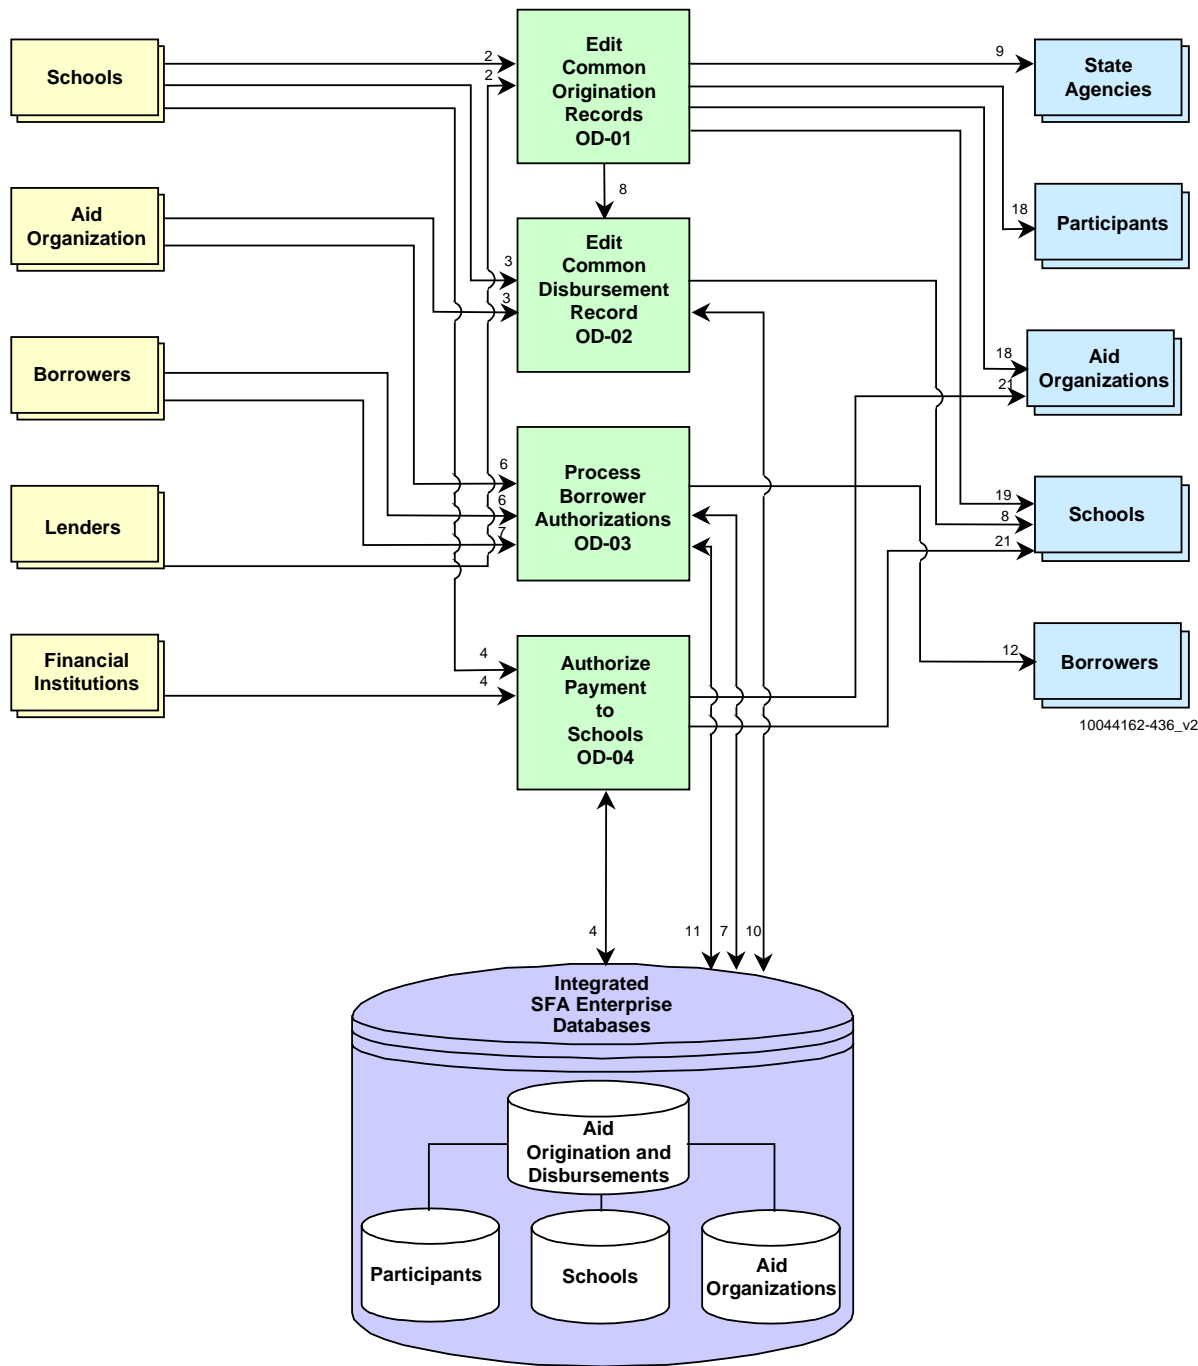 Schools
Aid
Organization
Borrowers
Lenders
Financial
Institutions
2
2
3
3
6
6
7
4
4
Edit
Common
Origination
Records
OD-01
8
Edit
Common
Disbursement
Record
OD-02
Process
Borrower
Authorizations
OD-03
Authorize
Payment
to
Schools
OD-04
9
18
18
21
19
8
21
12
State
Agencies
Participants
Aid
Organizations
Schools
Borrowers
10044162-436_v2
4
11
7
10
Integrated
SFA Enterprise
Databases
Aid
Origination and
Disbursements
Participants
Schools
Aid
Organizations